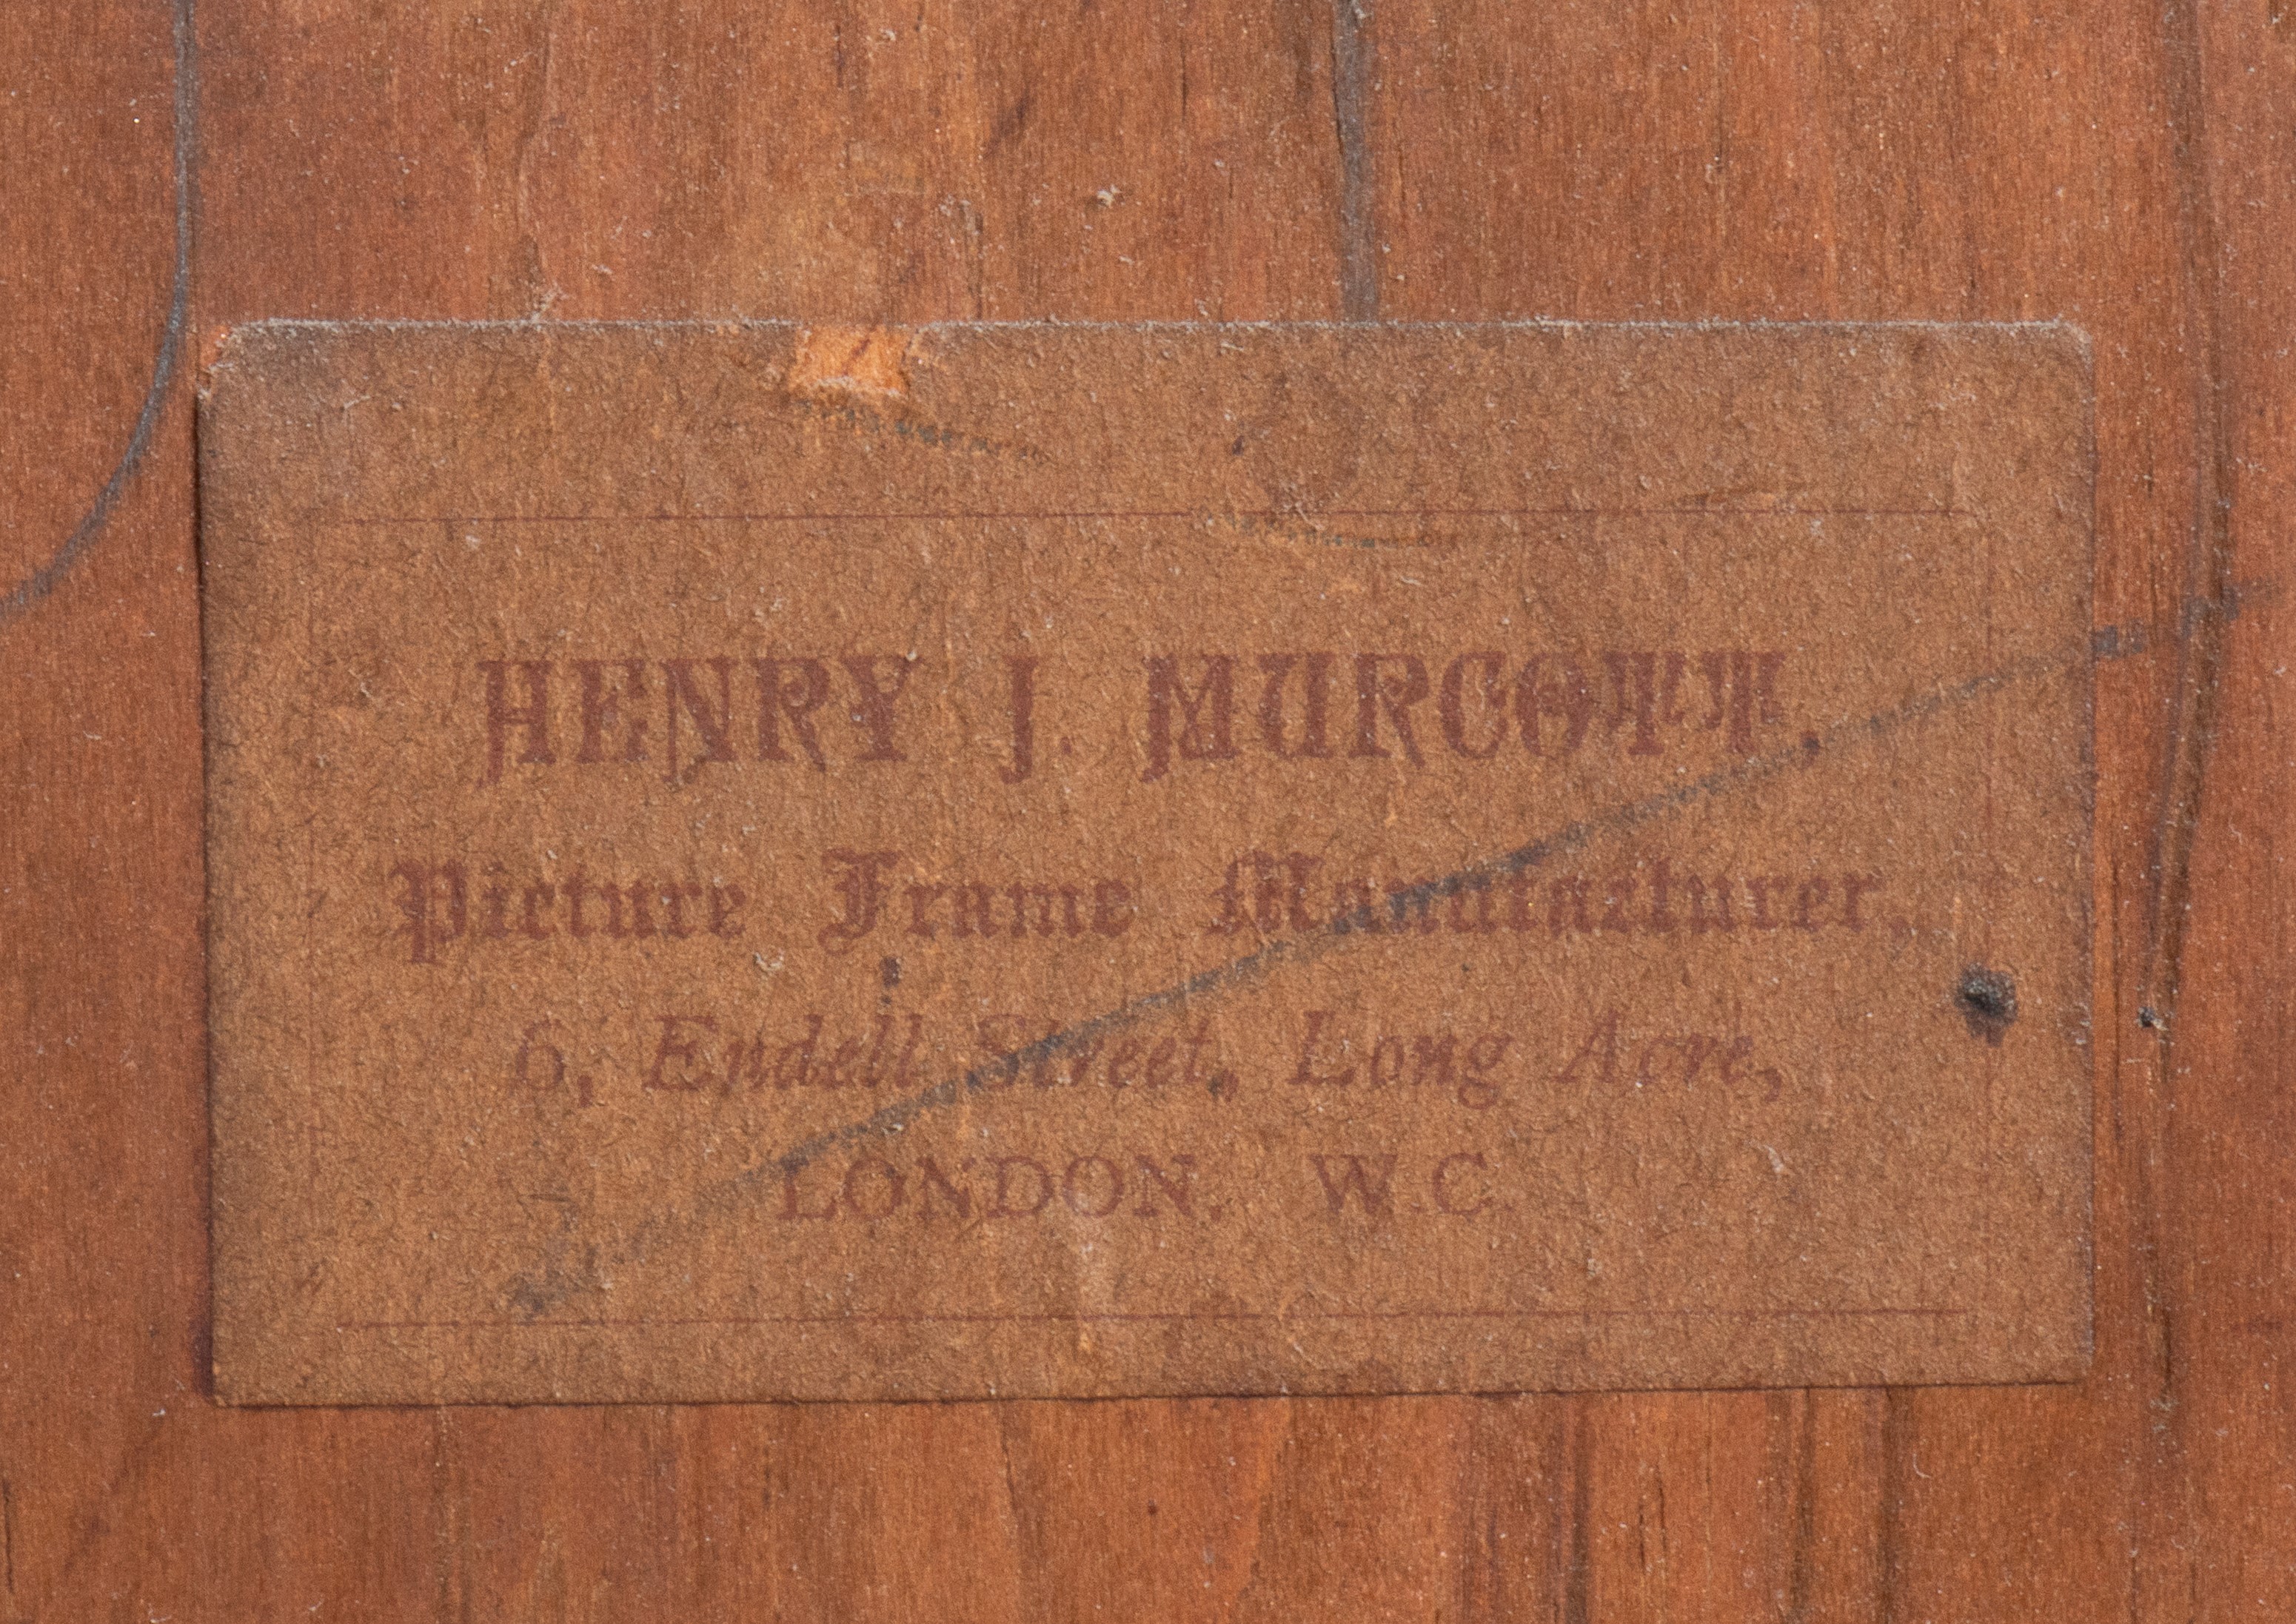 HENRY J. MURCOTT.
Picture Frame Manufacturer,
6, Endell Street, Long Acre,
LONDON, W.C.